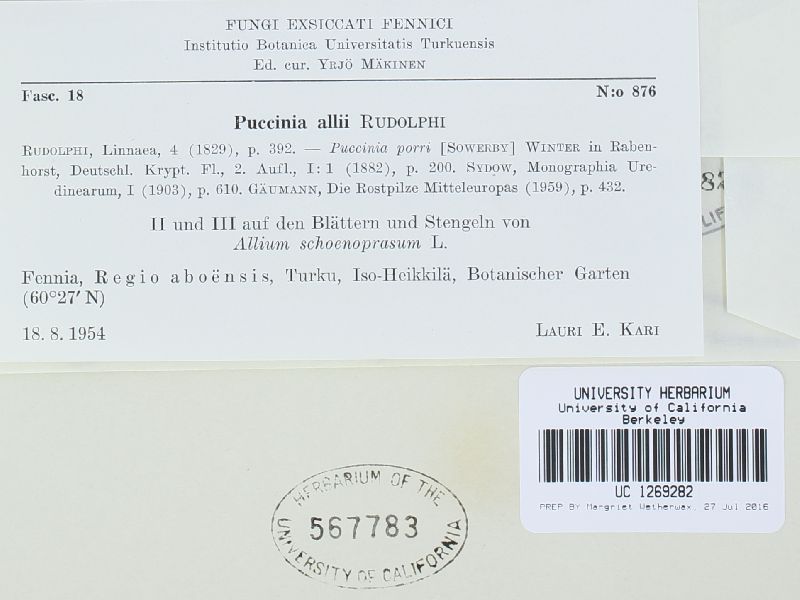 FUNGI EXSICCATI FENNICI
Institutio Botanica Universitatis Turkuensis
Ed. cur. YRJÖ MÄKINEN
Fasc. 18 N:o 876
Puccinia allii RUDOLPHI
RUDOLPHI, Linnaea, 4 (1829), p. 392. — Puccinia porri [SOWERBY] WINTER in Raben-
horst, Deutschl. Krypt. Fl., 2. Aufl., I: 1 (1882), p. 200. SYDOW, Monographia Ure-
dinearum, I (1903), p. 610. GÄUMANN, Die Rostpilze Mitteleuropas (1959), p. 432.
II und III auf den Blättern und Stengeln von
Allium schoenoprasum L.
Fennia, Regio aboënsis, Turku, Iso-Heikkilä, Botanischer Garten
(60°27′ N)
18. 8. 1954 LAURI E. KARI
UNIVERSITY HERBARIUM
University of California
Berkeley
UC 1269282
PREP BY Margriet Wetherwax, 27 Jul 2016
HERBARIUM OF THE
567783
UNIVERSITY OF CALIFORNIA